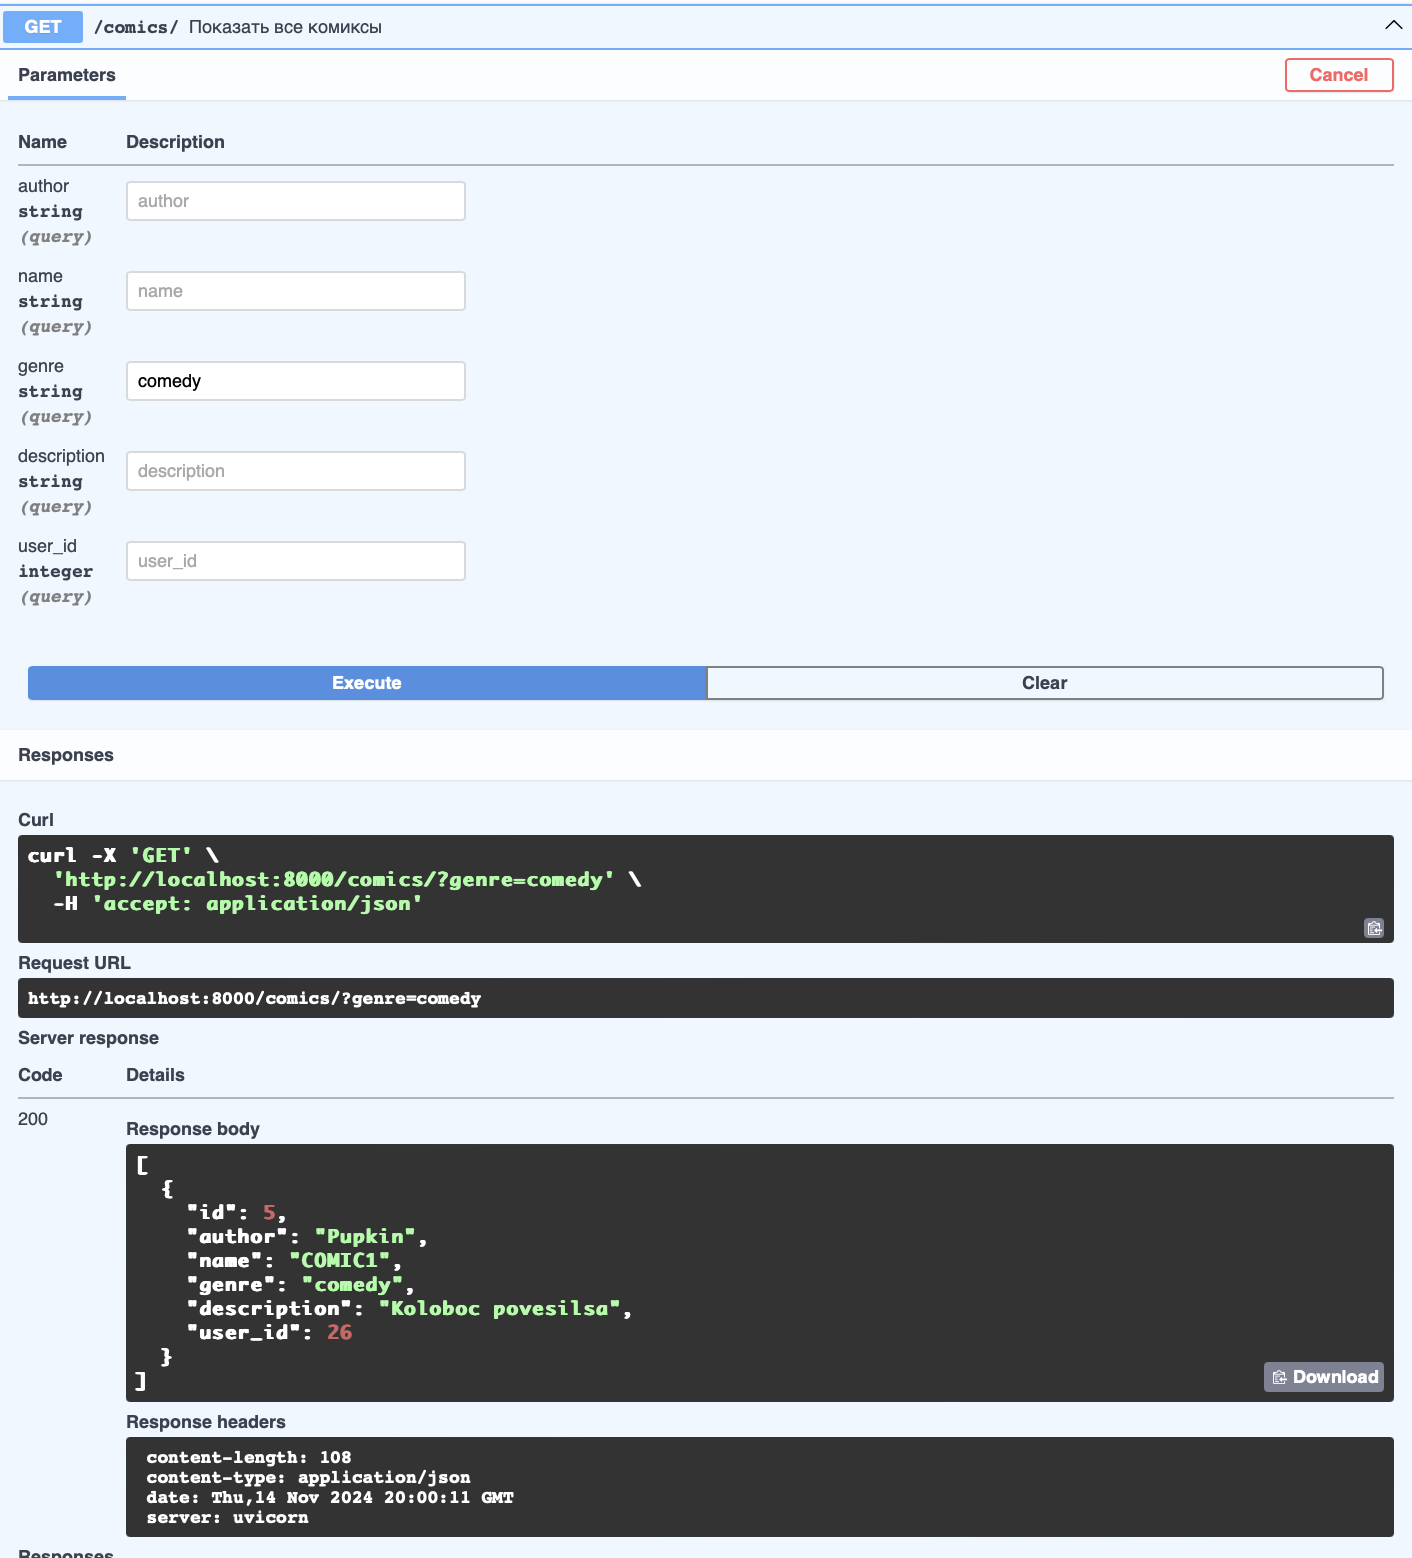 GET /comics/ Показать все комиксы
Parameters
Cancel
Name Description
author
string
(query)
author
name
string
(query)
name
genre
string
(query)
comedy
description
string
(query)
description
user_id
integer
(query)
user_id
Execute
Clear
Responses
Curl
curl -X 'GET' \
'http://localhost:8000/comics/?genre=comedy' \
-H 'accept: application/json'
Request URL
http://localhost:8000/comics/?genre=comedy
Server response
Code Details
200
Response body
[
{
"id": 5,
"author": "Pupkin",
"name": "COMIC1",
"genre": "comedy",
"description": "Koloboc povesilsa",
"user_id": 26
}
]
Download
Response headers
content-length: 108
content-type: application/json
date: Thu,14 Nov 2024 20:00:11 GMT
server: uvicorn
Responses